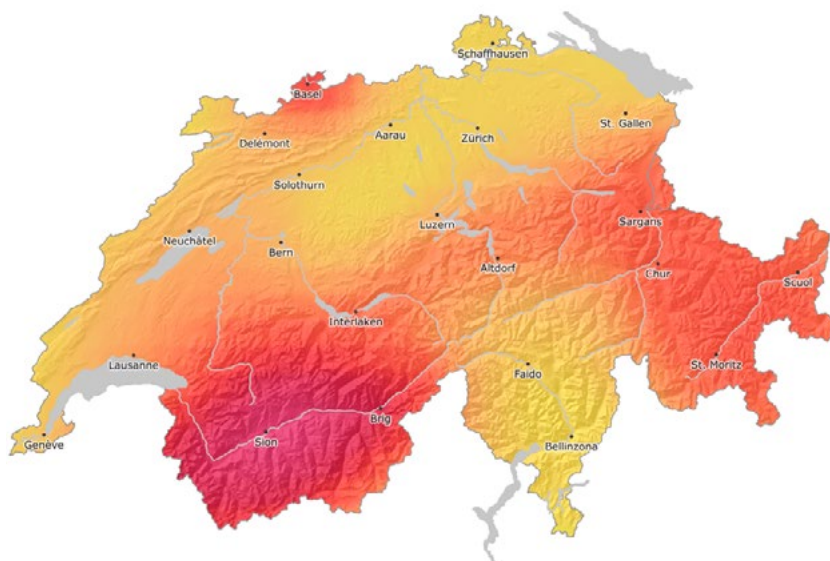 Schaffhausen
Basel
St. Gallen
Aarau
Zürich
Delémont
Solothurn
Sargans
Luzern
Neuchâtel
Bern
Altdorf
Chur
Scuol
Interlaken
Lausanne
Faido
St. Moritz
Brig
Sion
Genève
Bellinzona